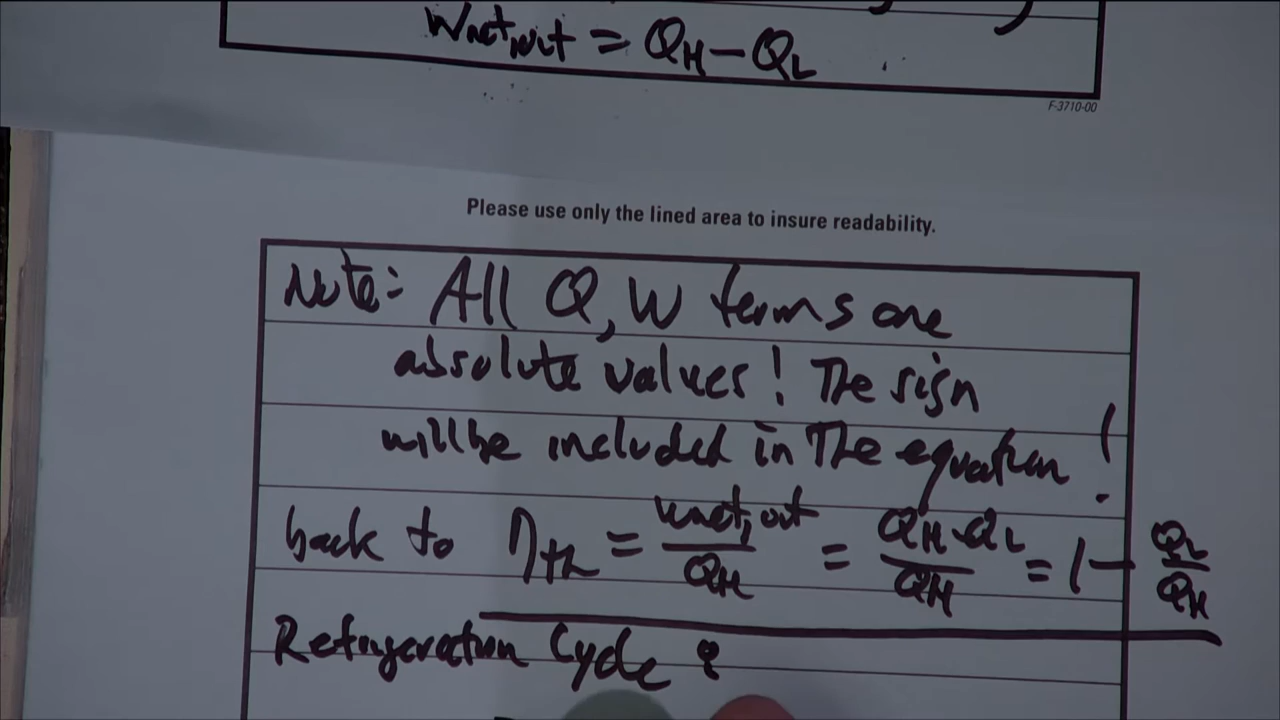 Wnet,out = QH - QL
F-3710-00
Please use only the lined area to insure readability.
Note: All Q, W terms are
absolute values! The sign
will be included in The equation!
back to ηth = Wnet,out / QH = QH - QL / QH = 1 - QL / QH
Refrigeration Cycle :